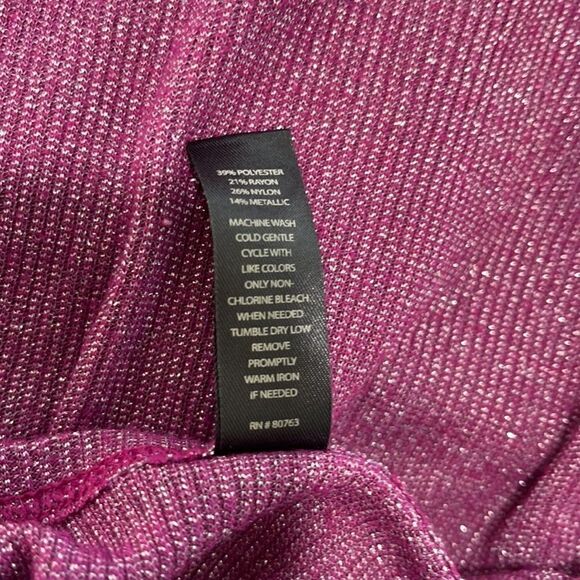 39% POLYESTER
21% RAYON
26% NYLON
14% METALLIC
MACHINE WASH
COLD GENTLE
CYCLE WITH
LIKE COLORS
ONLY NON-
CHLORINE BLEACH
WHEN NEEDED
TUMBLE DRY LOW
REMOVE
PROMPTLY
WARM IRON
IF NEEDED
RN # 80763